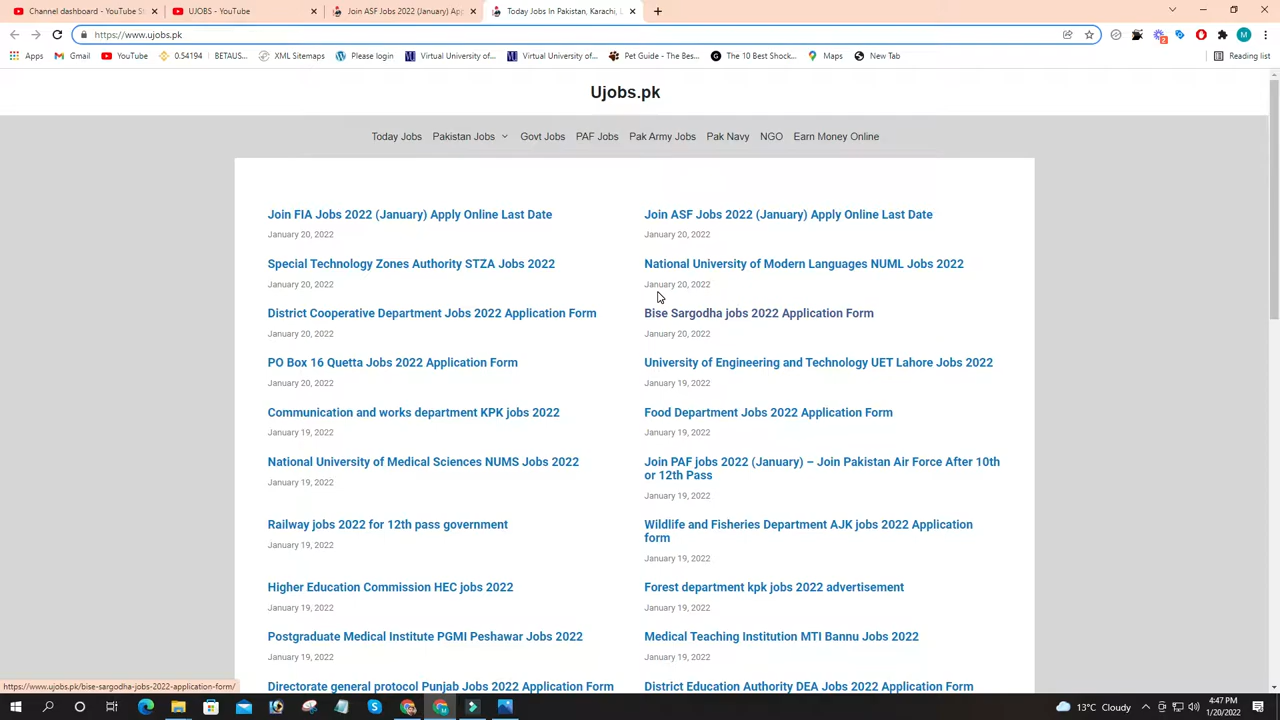 Channel dashboard - YouTube St
UJOBS - YouTube
Join ASF Jobs 2022 (January) App
Today Jobs In Pakistan, Karachi, L
https://www.ujobs.pk
Apps
Gmail
YouTube
0.54194
BETAUS...
XML Sitemaps
Please login
Virtual University of...
Virtual University of...
Pet Guide - The Bes...
The 10 Best Shock...
Maps
New Tab
Reading list
Ujobs.pk
Today Jobs
Pakistan Jobs
Govt Jobs
PAF Jobs
Pak Army Jobs
Pak Navy
NGO
Earn Money Online
Join FIA Jobs 2022 (January) Apply Online Last Date
January 20, 2022
Join ASF Jobs 2022 (January) Apply Online Last Date
January 20, 2022
Special Technology Zones Authority STZA Jobs 2022
January 20, 2022
National University of Modern Languages NUML Jobs 2022
January 20, 2022
District Cooperative Department Jobs 2022 Application Form
January 20, 2022
Bise Sargodha jobs 2022 Application Form
January 20, 2022
PO Box 16 Quetta Jobs 2022 Application Form
January 20, 2022
University of Engineering and Technology UET Lahore Jobs 2022
January 19, 2022
Communication and works department KPK jobs 2022
January 19, 2022
Food Department Jobs 2022 Application Form
January 19, 2022
National University of Medical Sciences NUMS Jobs 2022
January 19, 2022
Join PAF jobs 2022 (January) – Join Pakistan Air Force After 10th
or 12th Pass
January 19, 2022
Railway jobs 2022 for 12th pass government
January 19, 2022
Wildlife and Fisheries Department AJK jobs 2022 Application
form
January 19, 2022
Higher Education Commission HEC jobs 2022
January 19, 2022
Forest department kpk jobs 2022 advertisement
January 19, 2022
Postgraduate Medical Institute PGMI Peshawar Jobs 2022
January 19, 2022
Medical Teaching Institution MTI Bannu Jobs 2022
January 19, 2022
Directorate general protocol Punjab Jobs 2022 Application Form
District Education Authority DEA Jobs 2022 Application Form
https://www.ujobs.pk/bise-sargodha-jobs-2022-application-form/
13°C Cloudy
4:47 PM
1/20/2022